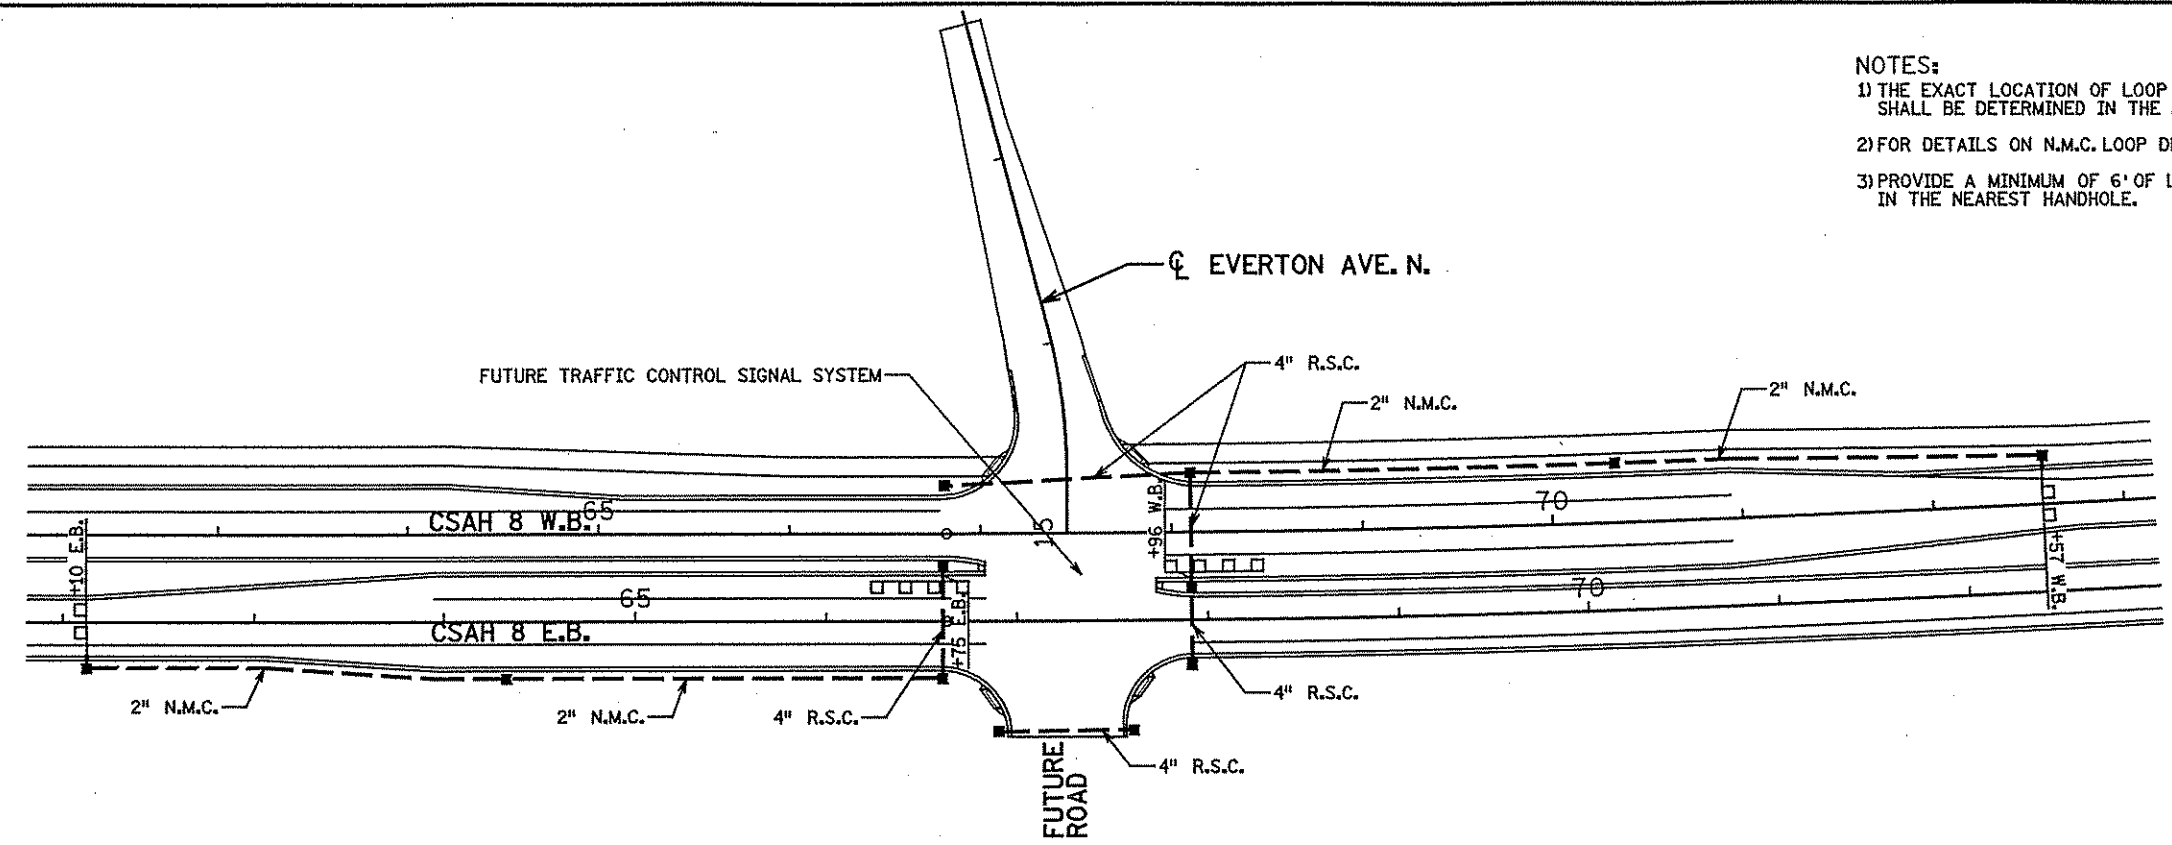 NOTES:
1) THE EXACT LOCATION OF LOOP
SHALL BE DETERMINED IN THE
2) FOR DETAILS ON N.M.C. LOOP
3) PROVIDE A MINIMUM OF 6' OF
IN THE NEAREST HANDHOLE.
℄ EVERTON AVE. N.
FUTURE TRAFFIC CONTROL SIGNAL SYSTEM
4" R.S.C.
2" N.M.C.
2" N.M.C.
CSAH 8 W.B.
65
15
+96 W.B.
70
+10 E.B.
+57 W.B.
65
70
CSAH 8 E.B.
+75 E.B.
2" N.M.C.
2" N.M.C.
4" R.S.C.
4" R.S.C.
4" R.S.C.
FUTURE
ROAD